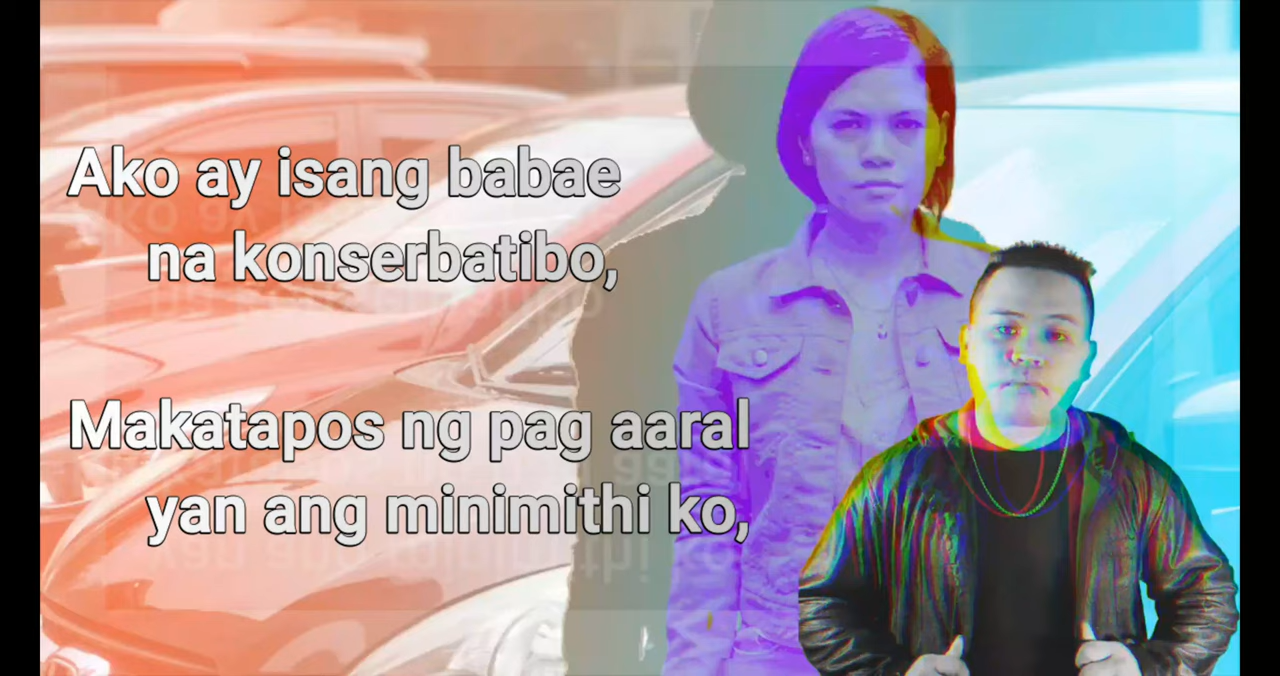 Ako ay isang babae
na konserbatibo,
Makatapos ng pag aaral
yan ang minimithi ko,